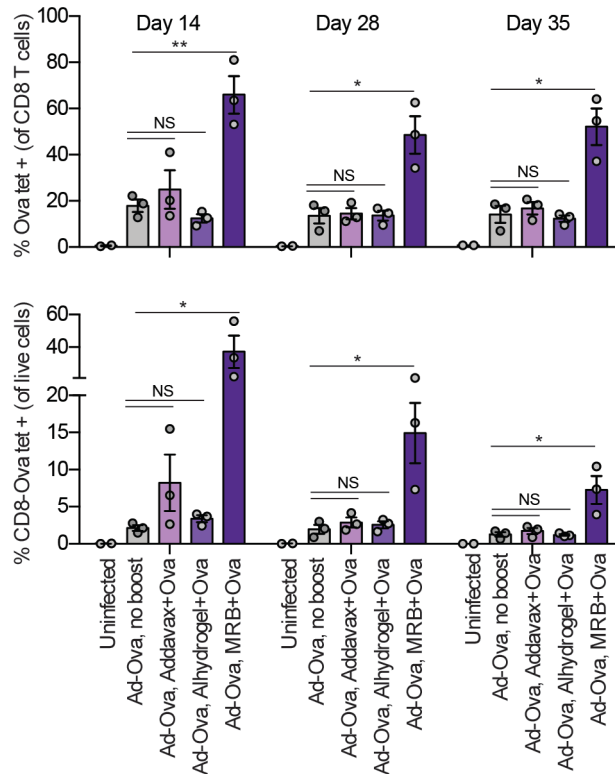 Day 14 Day 28 Day 35
% Ova tet + (of CD8 T cells)
100
80
60
40
20
0
**
NS
*
NS
*
NS
% CD8-Ova tet + (of live cells)
60
40
20
15
10
5
0
*
NS
*
NS
*
NS
Uninfected
Ad-Ova, no boost
Ad-Ova, Addavax+Ova
Ad-Ova, Alhydrogel+Ova
Ad-Ova, MRB+Ova
Uninfected
Ad-Ova, no boost
Ad-Ova, Addavax+Ova
Ad-Ova, Alhydrogel+Ova
Ad-Ova, MRB+Ova
Uninfected
Ad-Ova, no boost
Ad-Ova, Addavax+Ova
Ad-Ova, Alhydrogel+Ova
Ad-Ova, MRB+Ova